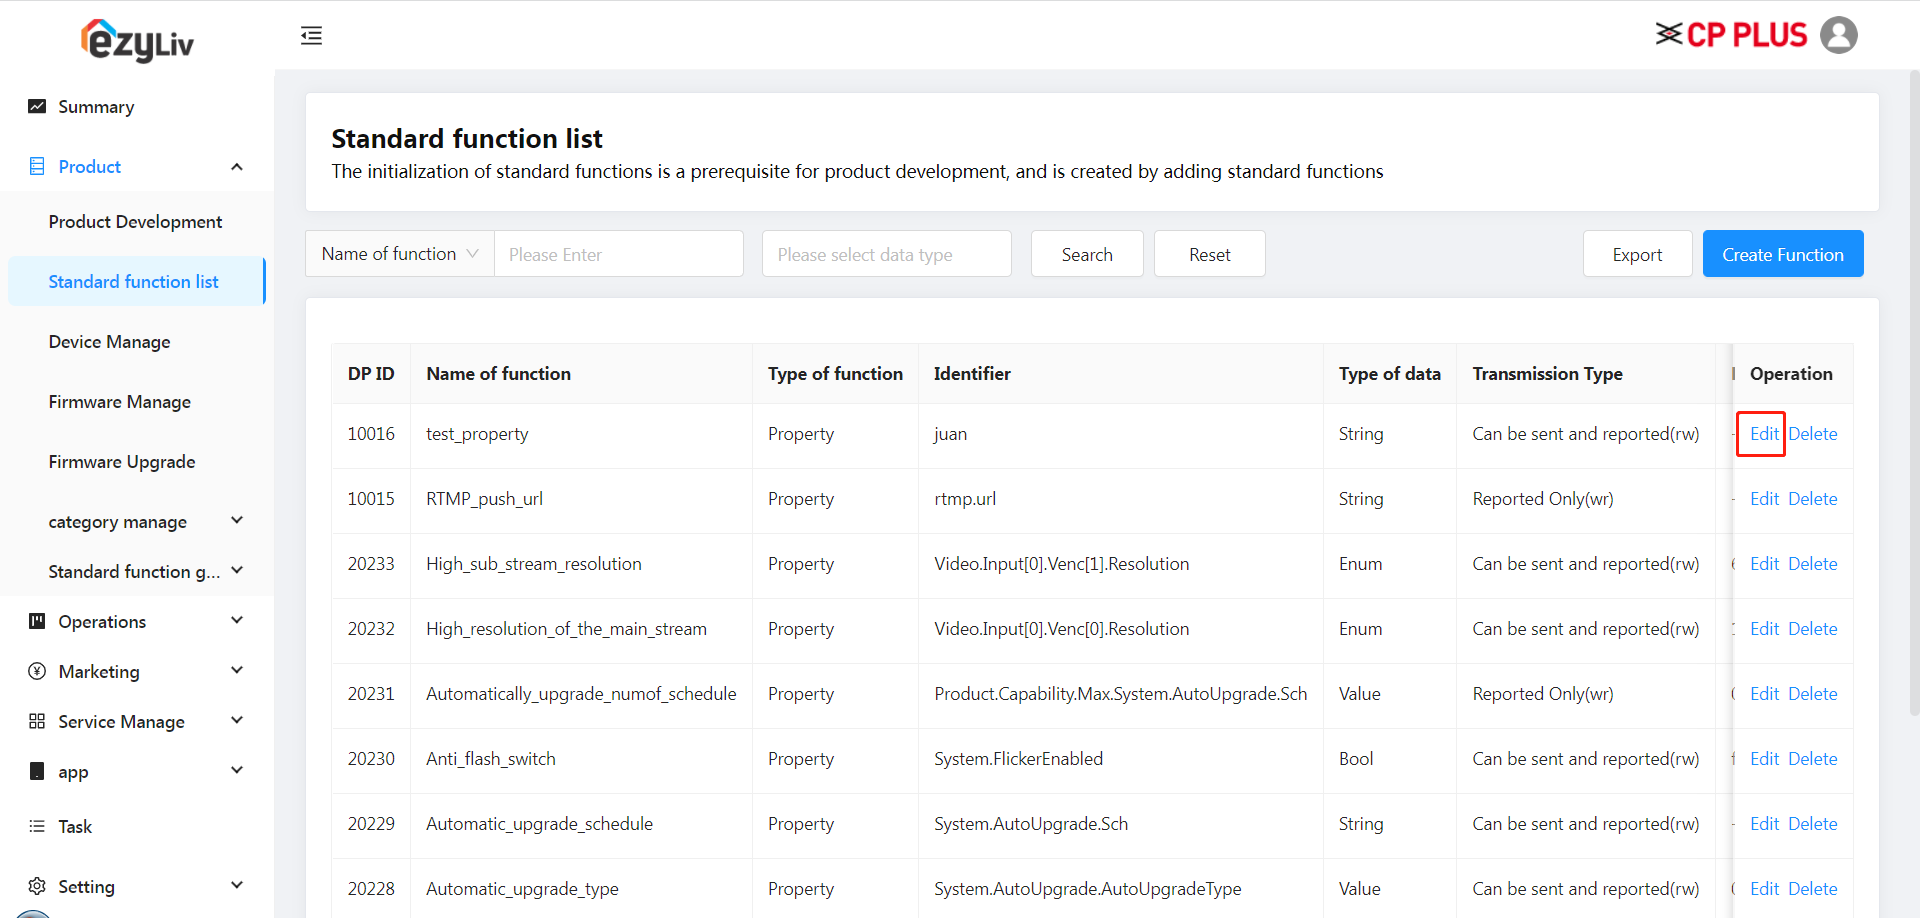 ezyLiv
CP PLUS
Summary
Product
Product Development
Standard function list
Device Manage
Firmware Manage
Firmware Upgrade
category manage
Standard function g...
Operations
Marketing
Service Manage
app
Task
Setting
Standard function list
The initialization of standard functions is a prerequisite for product development, and is created by adding standard functions
Name of function Please Enter Please select data type Search Reset Export Create Function
DP ID Name of function Type of function Identifier Type of data Transmission Type Operation
10016 test_property Property juan String Can be sent and reported(rw) - Edit Delete
10015 RTMP_push_url Property rtmp.url String Reported Only(wr) - Edit Delete
20233 High_sub_stream_resolution Property Video.Input[0].Venc[1].Resolution Enum Can be sent and reported(rw) Edit Delete
20232 High_resolution_of_the_main_stream Property Video.Input[0].Venc[0].Resolution Enum Can be sent and reported(rw) Edit Delete
20231 Automatically_upgrade_numof_schedule Property Product.Capability.Max.System.AutoUpgrade.Sch Value Reported Only(wr) Edit Delete
20230 Anti_flash_switch Property System.FlickerEnabled Bool Can be sent and reported(rw) Edit Delete
20229 Automatic_upgrade_schedule Property System.AutoUpgrade.Sch String Can be sent and reported(rw) - Edit Delete
20228 Automatic_upgrade_type Property System.AutoUpgrade.AutoUpgradeType Value Can be sent and reported(rw) Edit Delete